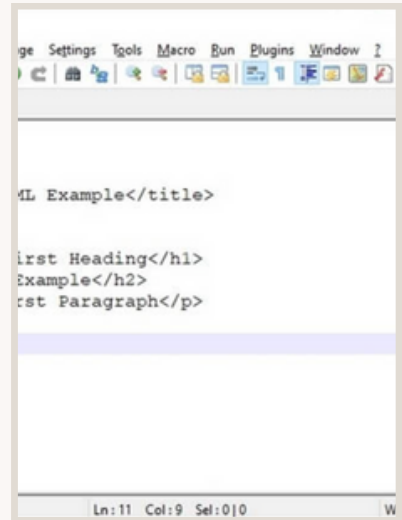 ge Settings Tools Macro Run Plugins Window ?
ML Example</title>
irst Heading</h1>
Example</h2>
rst Paragraph</p>
Ln:11 Col:9 Sel:0|0 W